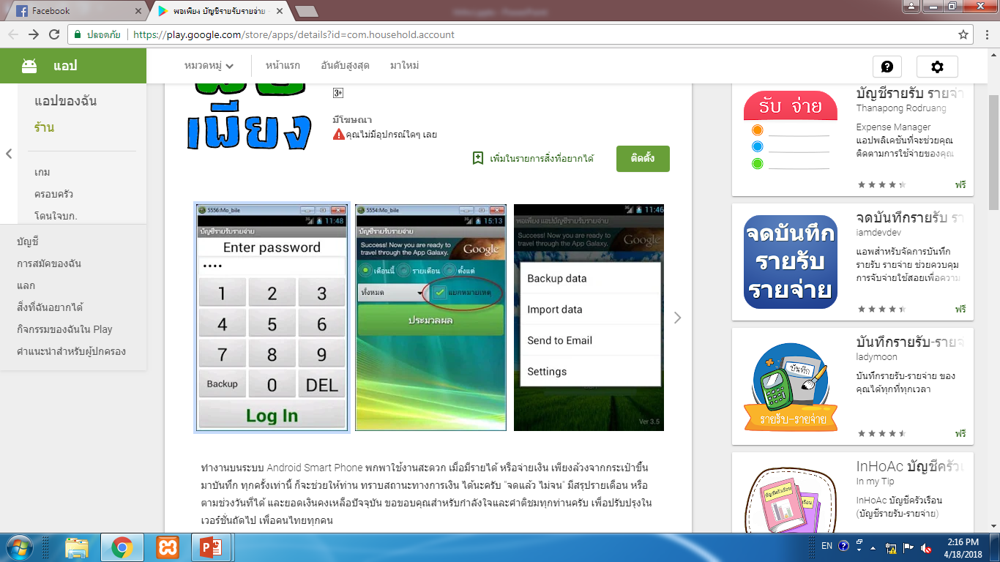 Facebook
พอเพียง บัญชีรายรับรายจ่าย -
ปลอดภัย
https://play.google.com/store/apps/details?id=com.household.account
แอป
หมวดหมู่
หน้าแรก
อันดับสูงสุด
มาใหม่
แอปของฉัน
ร้าน
เกม
ครอบครัว
โดนใจบก.
บัญชี
การสมัคของฉัน
แลก
สิ่งที่ฉันอยากได้
กิจกรรมของฉันใน Play
คำแนะนำสำหรับผู้ปกครอง
เพียง
3+
มีโฆษณา
คุณไม่มีอุปกรณ์ใดๆ เลย
เพิ่มในรายการสิ่งที่อยากได้
ติดตั้ง
5556:Mo_bile
11:48
บัญชีรายรับรายจ่าย
Enter password
1 2 3
4 5 6
7 8 9
Backup 0 DEL
Log In
5554:Mo_bile
15:13
บัญชีรายรับรายจ่าย
Success! Now you are ready to
travel through the App Galaxy.
Google
เดือนนี้ รายเดือน ตั้งแต่
ทั้งหมด แยกหมายเหตุ
ประมวลผล
11:46
พอเพียง แอปบัญชีรายรับรายจ่าย
Success! Now you are ready to
travel through the App Galaxy.
Google
Backup data
Import data
Send to Email
Settings
Ver 3.5
ทำงานบนระบบ Android Smart Phone พกพาใช้งานสะดวก เมื่อมีรายได้ หรือจ่ายเงิน เพียงล้วงจากกระเป๋าขึ้น
มาบันทึก ทุกครั้งเท่านี้ ก็จะช่วยให้ท่าน ทราบสถานะทางการเงิน ได้นะครับ "จดแล้ว ไม่จน" มีสรุปรายเดือน หรือ
ตามช่วงวันที่ได้ และยอดเงินคงเหลือปัจจุบัน ขอขอบคุณสำหรับกำลังใจและคำติชมทุกท่านครับ เพื่อปรับปรุงใน
เวอร์ชั่นถัดไป เพื่อคนไทยทุกคน
รับ จ่าย
บัญชีรายรับ รายจ่า
Thanapong Rodruang
Expense Manager
แอปพลิเคชันที่จะช่วยคุณ
ติดตามการใช้จ่ายของคุณ
ฟรี
จดบันทึก
รายรับ
รายจ่าย
จดบันทึกรายรับ รา
iamdevdev
แอพสำหรับจัดการบันทึก
รายรับ รายจ่าย ช่วยควบคุม
การจับจ่ายใช้สอยเพื่อความ
ฟรี
บันทึก
รายรับ-รายจ่าย
บันทึกรายรับ-รายจ
ladymoon
บันทึกรายรับ-รายจ่าย ของ
คุณได้ทุกที่ทุกเวลา
ฟรี
บัญชีครัวเรือน
InHoAc บัญชีครัวเ
In my Tip
InHoAc บัญชีครัวเรือน
(บัญชีรายรับ-รายจ่าย)
EN
2:16 PM
4/18/2018